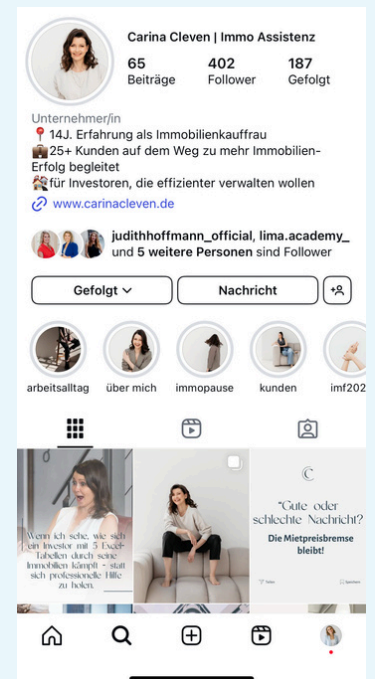 Carina Cleven | Immo Assistenz
65 402 187
Beiträge Follower Gefolgt
Unternehmer/in
📍 14J. Erfahrung als Immobilienkauffrau
💼 25+ Kunden auf dem Weg zu mehr Immobilien-
Erfolg begleitet
für Investoren, die effizienter verwalten wollen
www.carinacleven.de
judithhoffmann_official, lima.academy_
und 5 weitere Personen sind Follower
Gefolgt Nachricht
arbeitsalltag über mich immopause kunden imf202
Wenn ich sehe, wie sich
ein Investor mit 5 Excel-
Tabellen durch seine
Immobilien kämpft - statt
sich professionelle Hilfe
zu holen.
"Gute oder
schlechte Nachricht?
Die Mietpreisbremse
bleibt!
Teilen Speichern